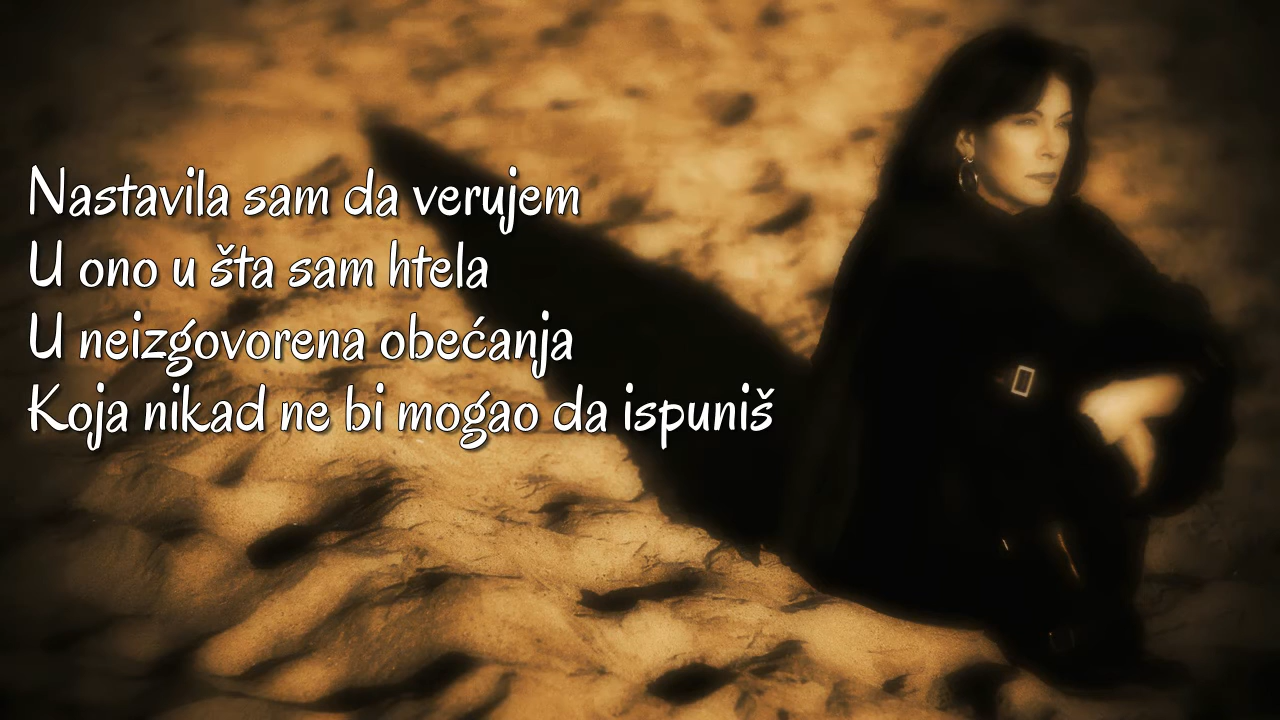 Nastavila sam da verujem
U ono u šta sam htela
U neizgovorena obećanja
Koja nikad ne bi mogao da ispuniš